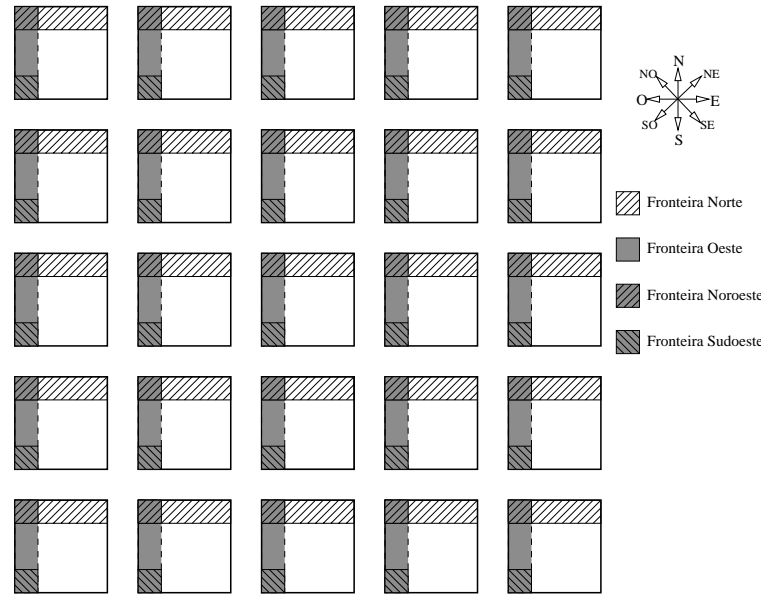 N
NO NE
O E
SO SE
S
Fronteira Norte
Fronteira Oeste
Fronteira Noroeste
Fronteira Sudoeste